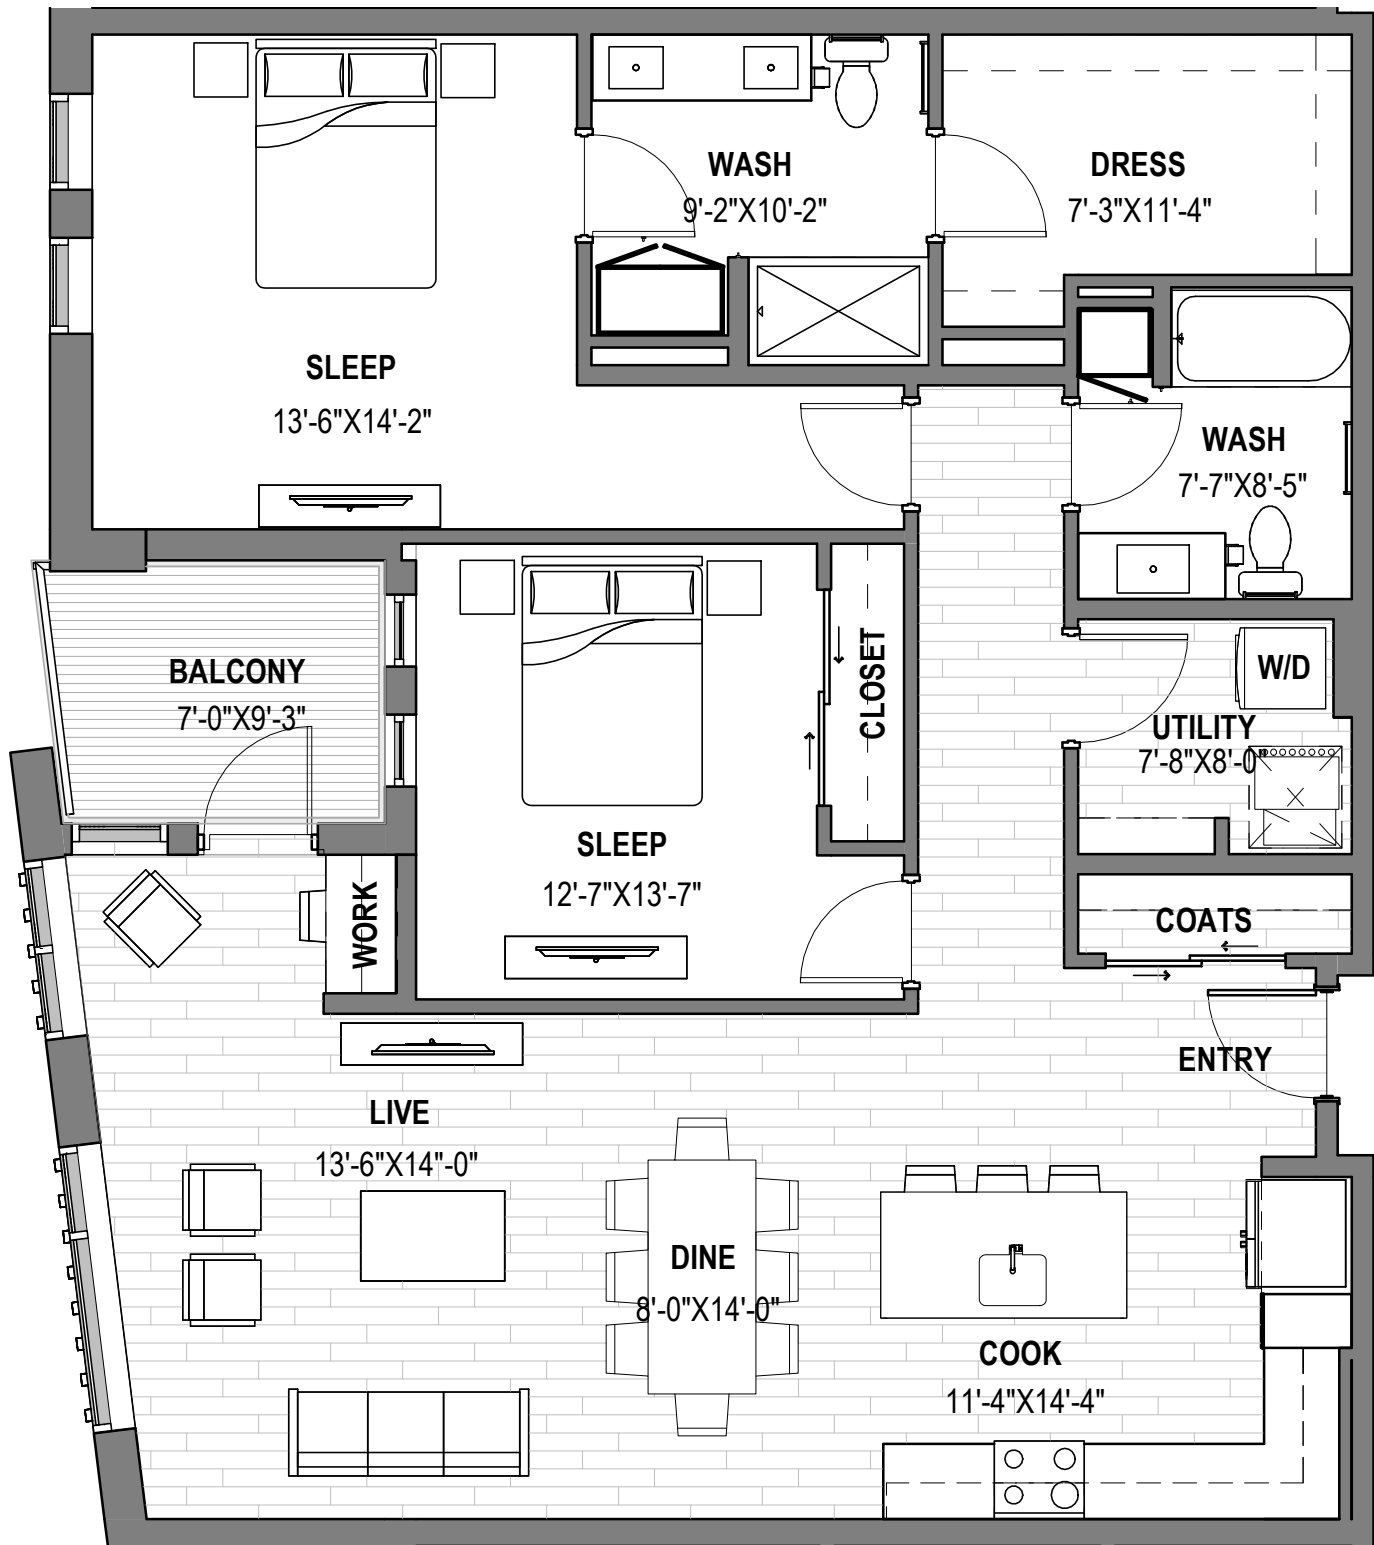 WASH
9'-2"X10'-2"
DRESS
7'-3"X11'-4"
SLEEP
13'-6"X14'-2"
WASH
7'-7"X8'-5"
BALCONY
7'-0"X9'-3"
CLOSET
W/D
UTILITY
7'-8"X8'-0"
SLEEP
12'-7"X13'-7"
WORK
COATS
ENTRY
LIVE
13'-6"X14"-0"
DINE
8'-0"X14'-0"
COOK
11'-4"X14'-4"